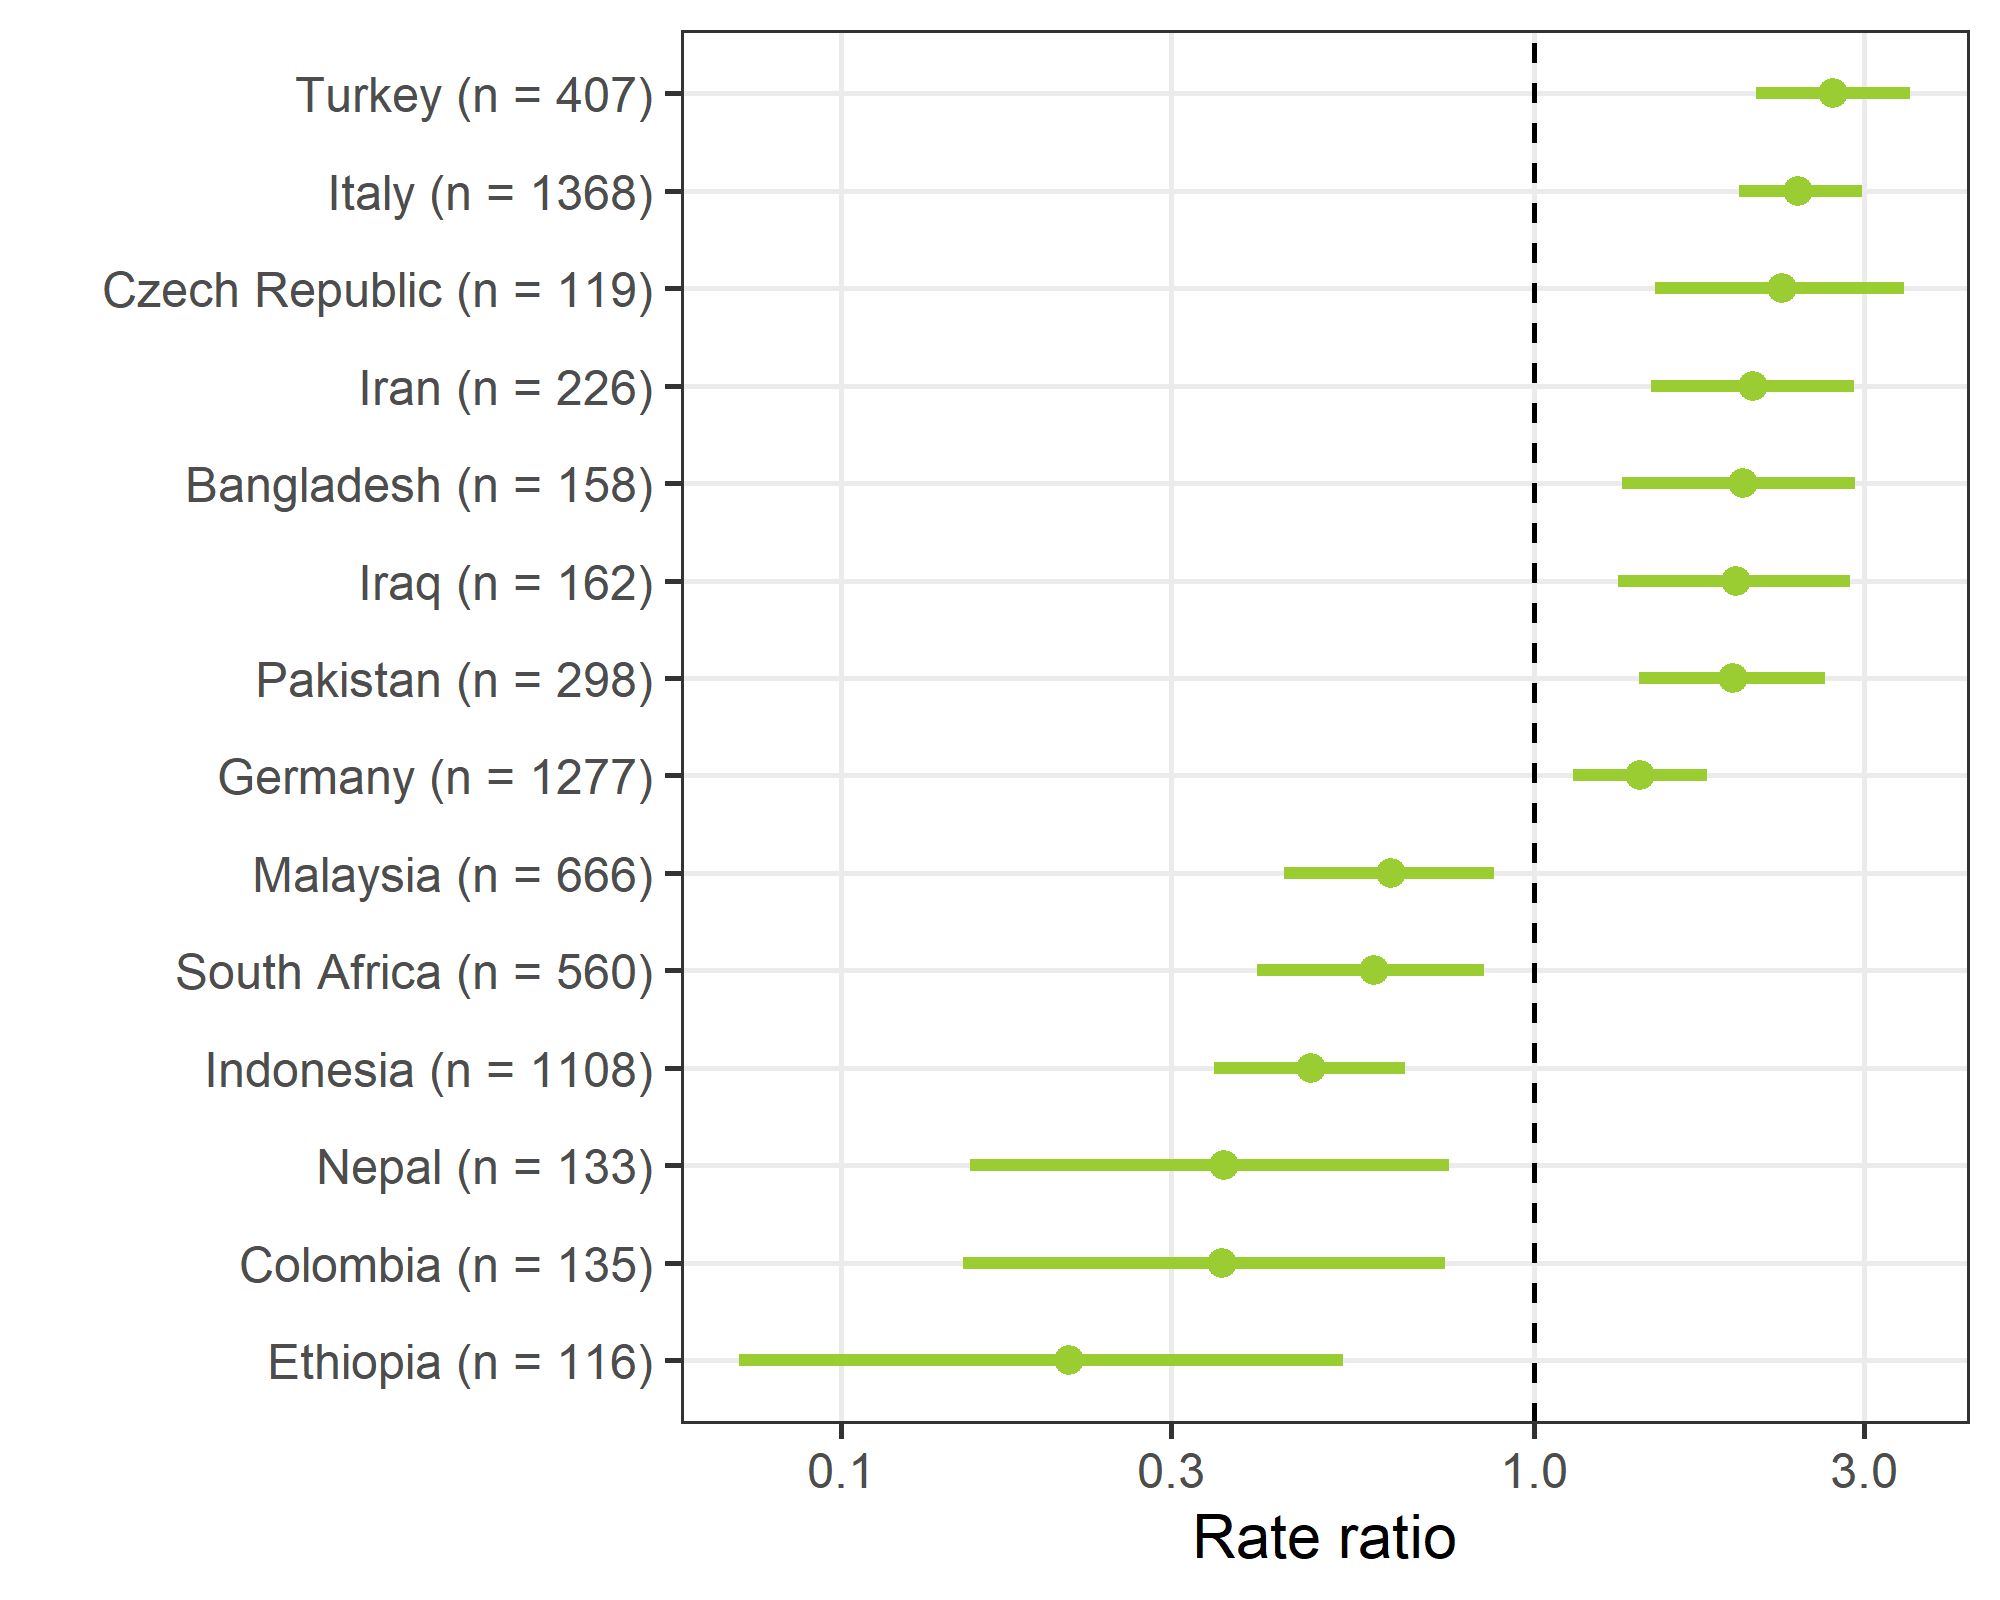 Turkey (n = 407)
Italy (n = 1368)
Czech Republic (n = 119)
Iran (n = 226)
Bangladesh (n = 158)
Iraq (n = 162)
Pakistan (n = 298)
Germany (n = 1277)
Malaysia (n = 666)
South Africa (n = 560)
Indonesia (n = 1108)
Nepal (n = 133)
Colombia (n = 135)
Ethiopia (n = 116)
0.1 0.3 1.0 3.0
Rate ratio